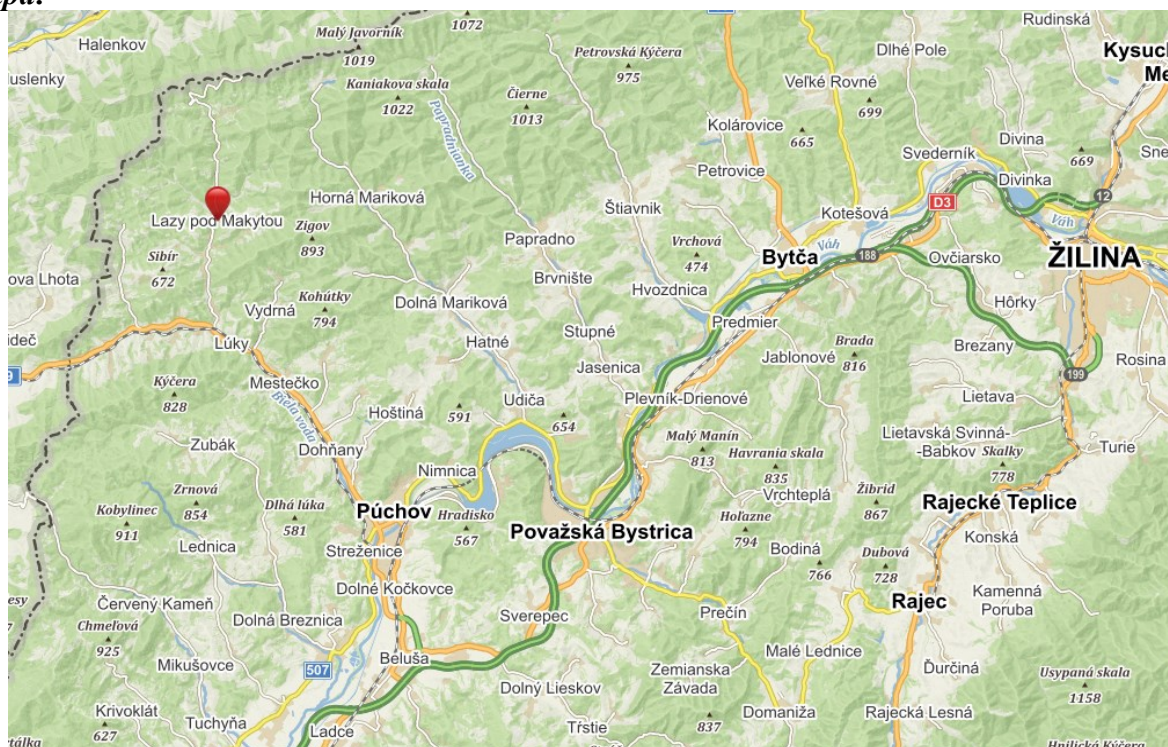 Halenkov
Malý Javorník
1019
1072
Petrovská Kýčera
975
Dlhé Pole
Rudinská
Kaniakova skala
1022
Čierne
1013
Veľké Rovné
699
Papradnianka
Kolárovice
665
Divina
669
Svederník
Petrovice
Divinka
12
Horná Mariková
Lazy pod Makytou
Zigov
893
Štiavnik
Kotešová
D3
Váh
Váh
Sibír
672
Papradno
Vrchová
474
Bytča
188
Ovčiarsko
ŽILINA
Brvnište
Hvozdnica
Hôrky
Vydrná
Kohútky
794
Dolná Mariková
Predmier
Lúky
Hatné
Stupné
Brada
816
Brezany
Jablonové
Rosina
199
Kýčera
828
Mestečko
Jasenica
Biela voda
Hoštiná
591
Udiča
654
Plevník-Drienové
Lietava
Zubák
Dohňany
Malý Manín
813
Lietavská Svinná-
-Babkov
Skalky
778
Turie
Nimnica
Havrania skala
835
Zrnová
854
Dlhá lúka
581
Púchov
Hradisko
567
Vrchteplá
Žibrid
867
Rajecké Teplice
Kobylinec
911
Považská Bystrica
Hoľazne
794
Konská
Lednica
Streženice
Bodiná
766
Dubová
728
Dolné Kočkovce
Kamenná
Poruba
Červený Kameň
Rajec
Dolná Breznica
Sverepec
Prečín
Chmeľová
925
Beluša
Malé Lednice
Mikušovce
507
Zemianska
Závada
Ďurčiná
Usypaná skala
1158
Dolný Lieskov
Krivoklát
627
Tuchyňa
Ladce
Tŕstie
837
Domaniža
Rajecká Lesná
Hnilická Kýčera